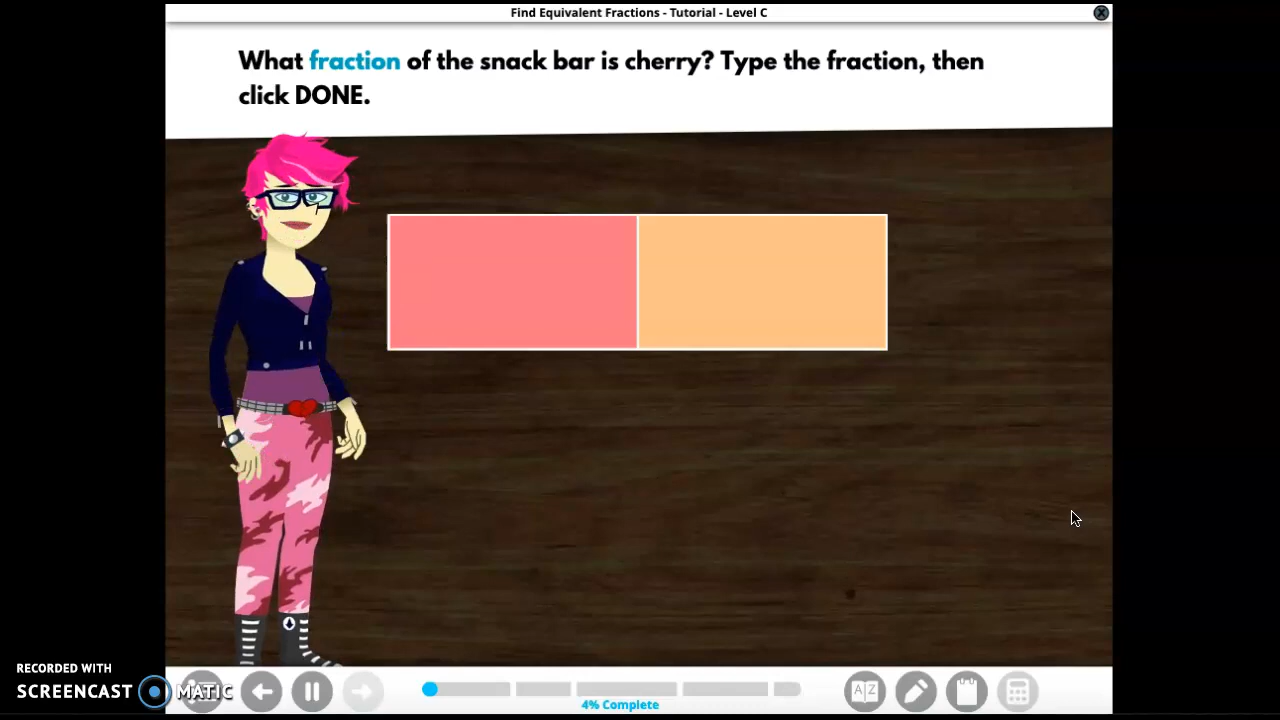 Find Equivalent Fractions - Tutorial - Level C
What fraction of the snack bar is cherry? Type the fraction, then
click DONE.
RECORDED WITH
SCREENCAST MATIC
4% Complete
A Z